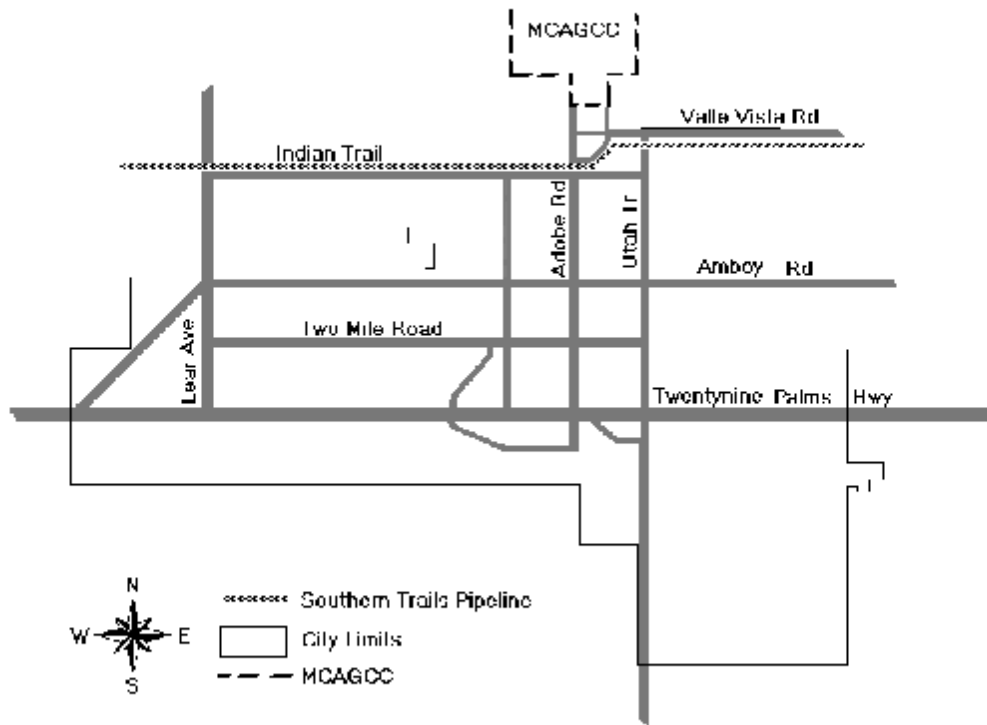 MCAGCC
Valle Vista Rd
Indian Trail
Adobe Rd
Utah Tr
Amboy Rd
Two Mile Road
Lear Ave
Twentynine Palms Hwy
N
W E
S
Southern Trails Pipeline
City Limits
MCAGCC